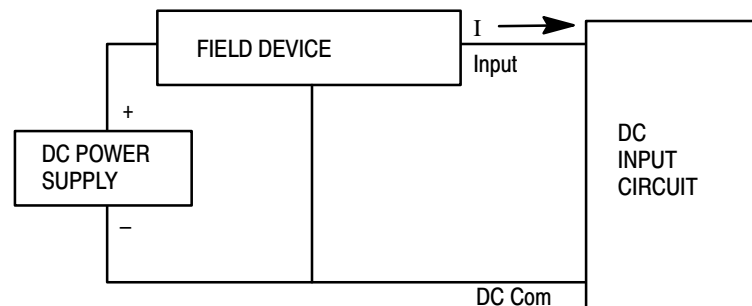 FIELD DEVICE
I
Input
+
DC POWER
SUPPLY
–
DC
INPUT
CIRCUIT
DC Com